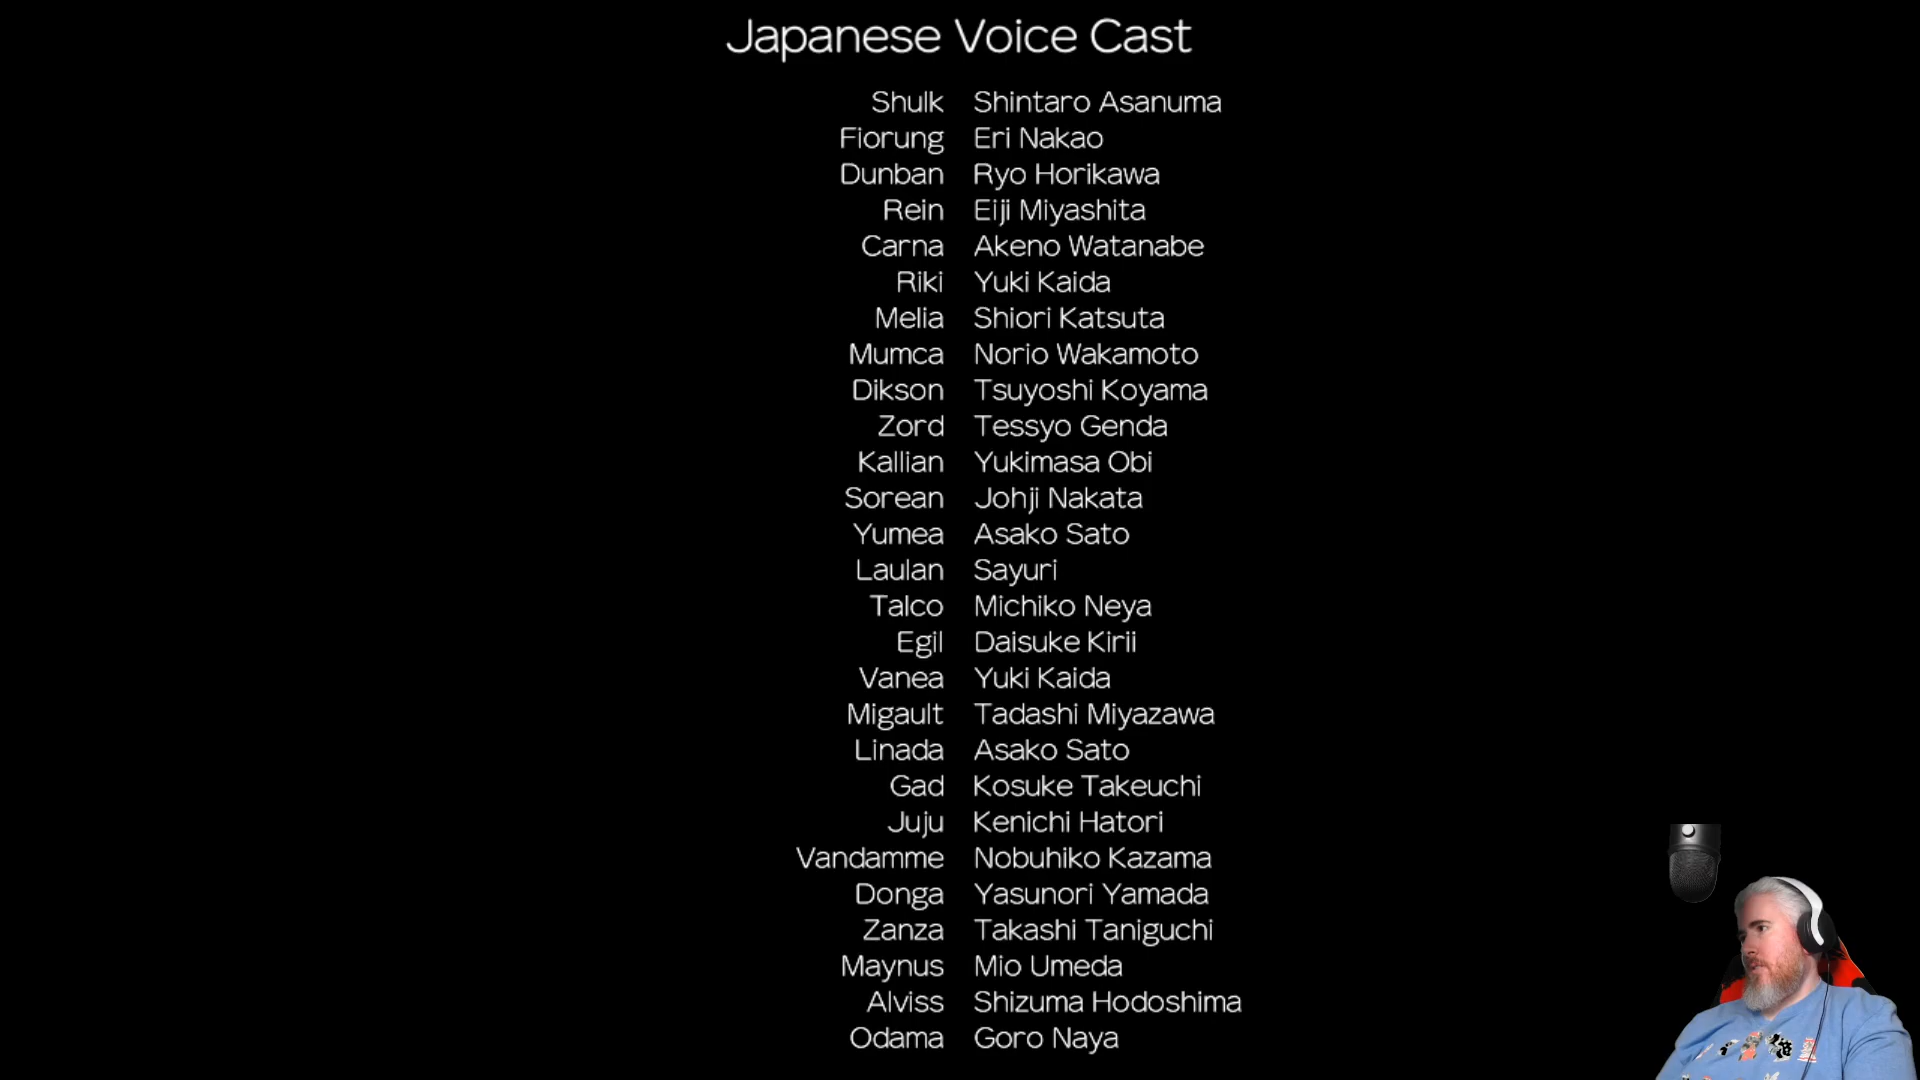 Japanese Voice Cast
Shulk Shintaro Asanuma
Fiorung Eri Nakao
Dunban Ryo Horikawa
Rein Eiji Miyashita
Carna Akeno Watanabe
Riki Yuki Kaida
Melia Shiori Katsuta
Mumca Norio Wakamoto
Dikson Tsuyoshi Koyama
Zord Tessyo Genda
Kallian Yukimasa Obi
Sorean Johji Nakata
Yumea Asako Sato
Laulan Sayuri
Talco Michiko Neya
Egil Daisuke Kirii
Vanea Yuki Kaida
Migault Tadashi Miyazawa
Linada Asako Sato
Gad Kosuke Takeuchi
Juju Kenichi Hatori
Vandamme Nobuhiko Kazama
Donga Yasunori Yamada
Zanza Takashi Taniguchi
Maynus Mio Umeda
Alviss Shizuma Hodoshima
Odama Goro Naya